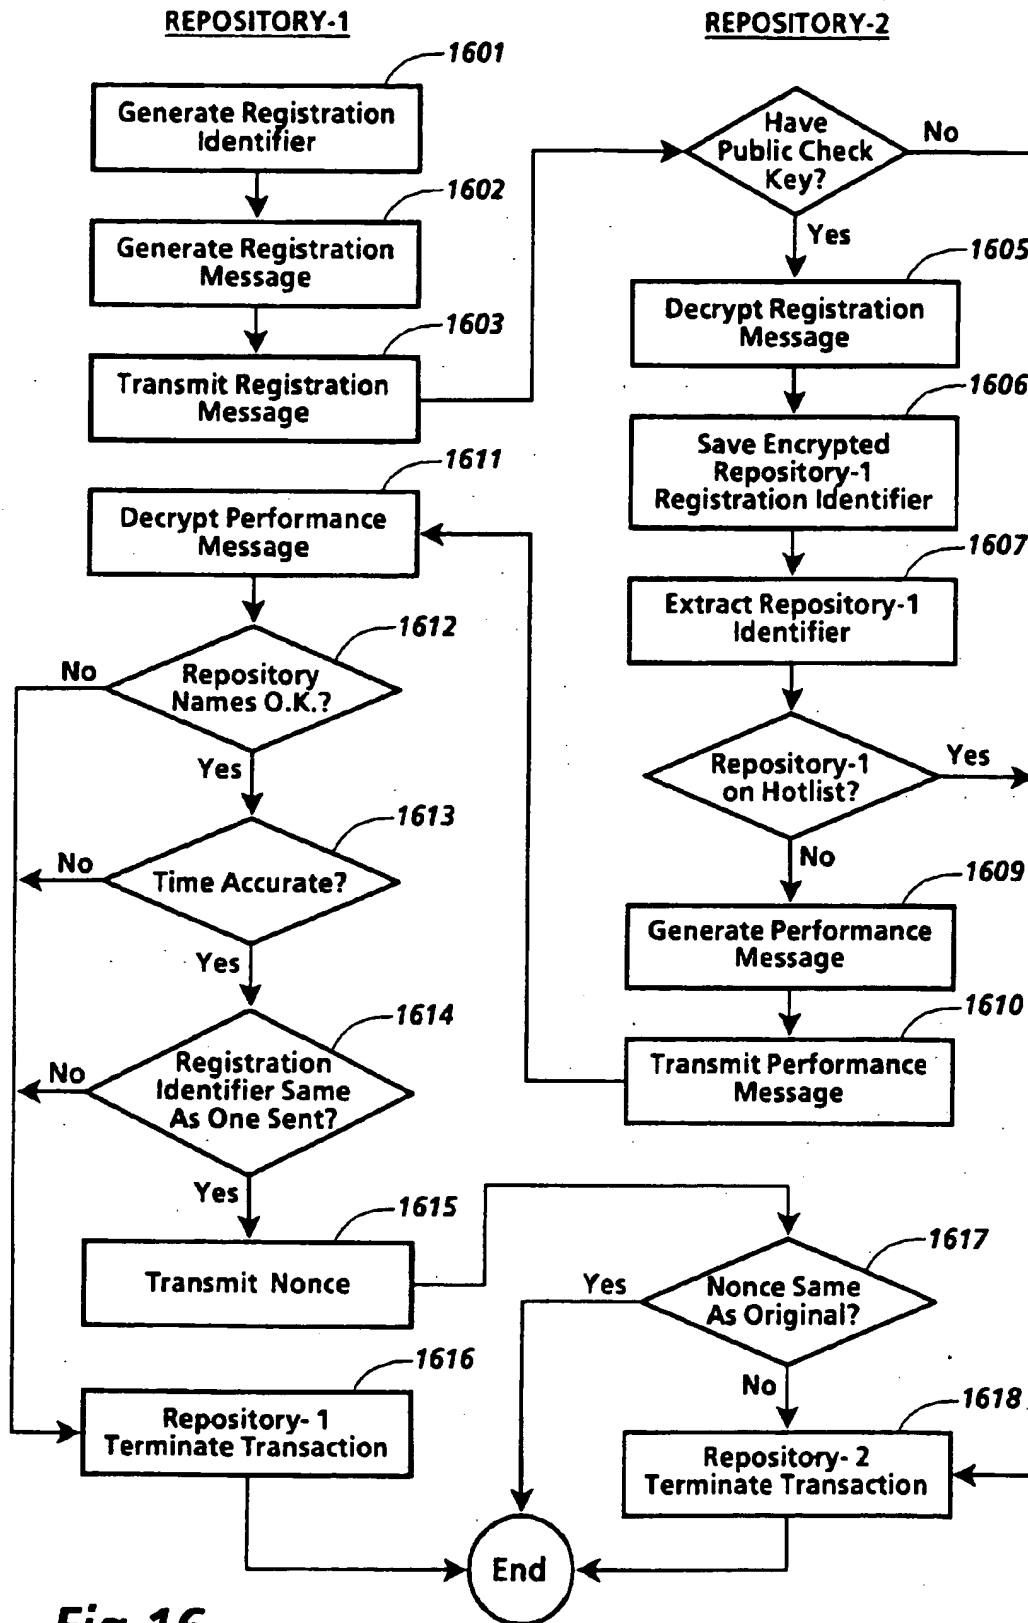 REPOSITORY-1
1601
Generate Registration
Identifier
1602
Generate Registration
Message
1603
Transmit Registration
Message
1611
Decrypt Performance
Message
1612
Repository
Names O.K.?
No
Yes
1613
Time Accurate?
No
Yes
1614
Registration
Identifier Same
As One Sent?
No
Yes
1615
Transmit Nonce
1616
Repository- 1
Terminate Transaction
REPOSITORY-2
Have
Public Check
Key?
No
Yes
1605
Decrypt Registration
Message
1606
Save Encrypted
Repository-1
Registration Identifier
1607
Extract Repository-1
Identifier
Repository-1
on Hotlist?
Yes
No
1609
Generate Performance
Message
1610
Transmit Performance
Message
1617
Nonce Same
As Original?
Yes
No
1618
Repository- 2
Terminate Transaction
End
Fig.16